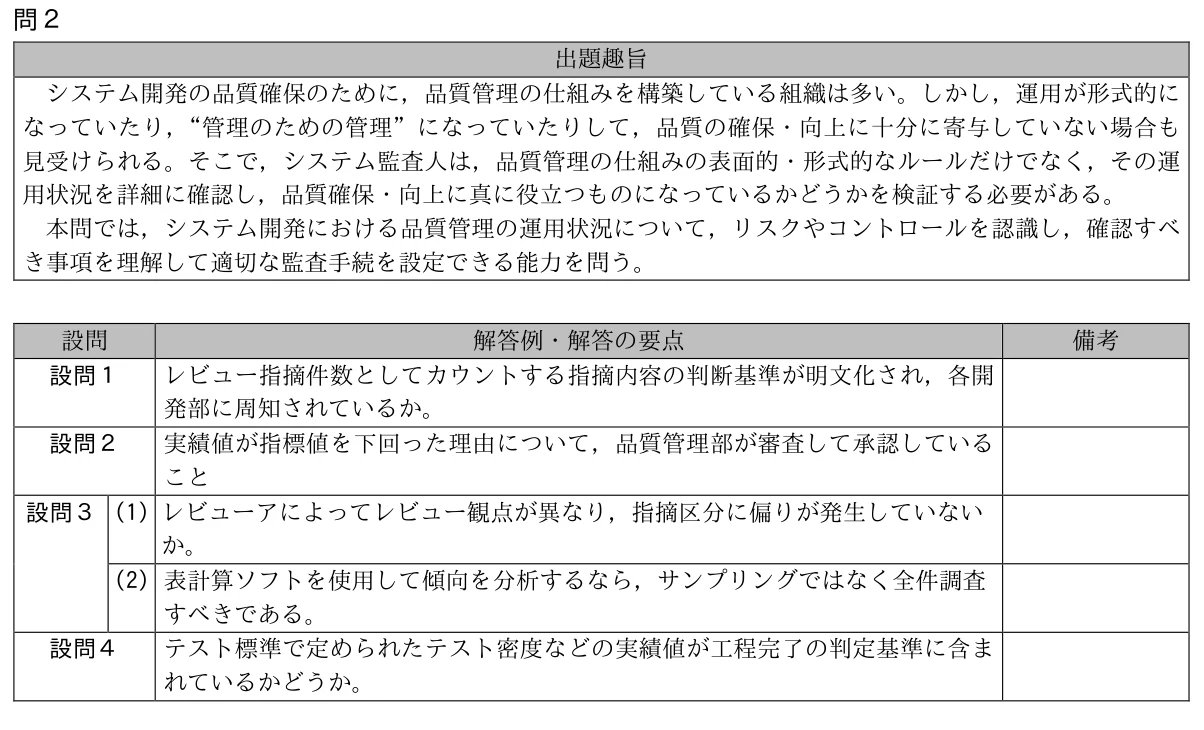 問２
出題趣旨
　システム開発の品質確保のために，品質管理の仕組みを構築している組織は多い。しかし，運用が形式的に
なっていたり，“管理のための管理”になっていたりして，品質の確保・向上に十分に寄与していない場合も
見受けられる。そこで，システム監査人は，品質管理の仕組みの表面的・形式的なルールだけでなく，その運
用状況を詳細に確認し，品質確保・向上に真に役立つものになっているかどうかを検証する必要がある。
　本問では，システム開発における品質管理の運用状況について，リスクやコントロールを認識し，確認すべ
き事項を理解して適切な監査手続を設定できる能力を問う。
設問 解答例・解答の要点 備考
設問１ レビュー指摘件数としてカウントする指摘内容の判断基準が明文化され，各開
発部に周知されているか。
設問２ 実績値が指標値を下回った理由について，品質管理部が審査して承認している
こと
設問３ (1) レビューアによってレビュー観点が異なり，指摘区分に偏りが発生していない
か。
(2) 表計算ソフトを使用して傾向を分析するなら，サンプリングではなく全件調査
すべきである。
設問４ テスト標準で定められたテスト密度などの実績値が工程完了の判定基準に含ま
れているかどうか。